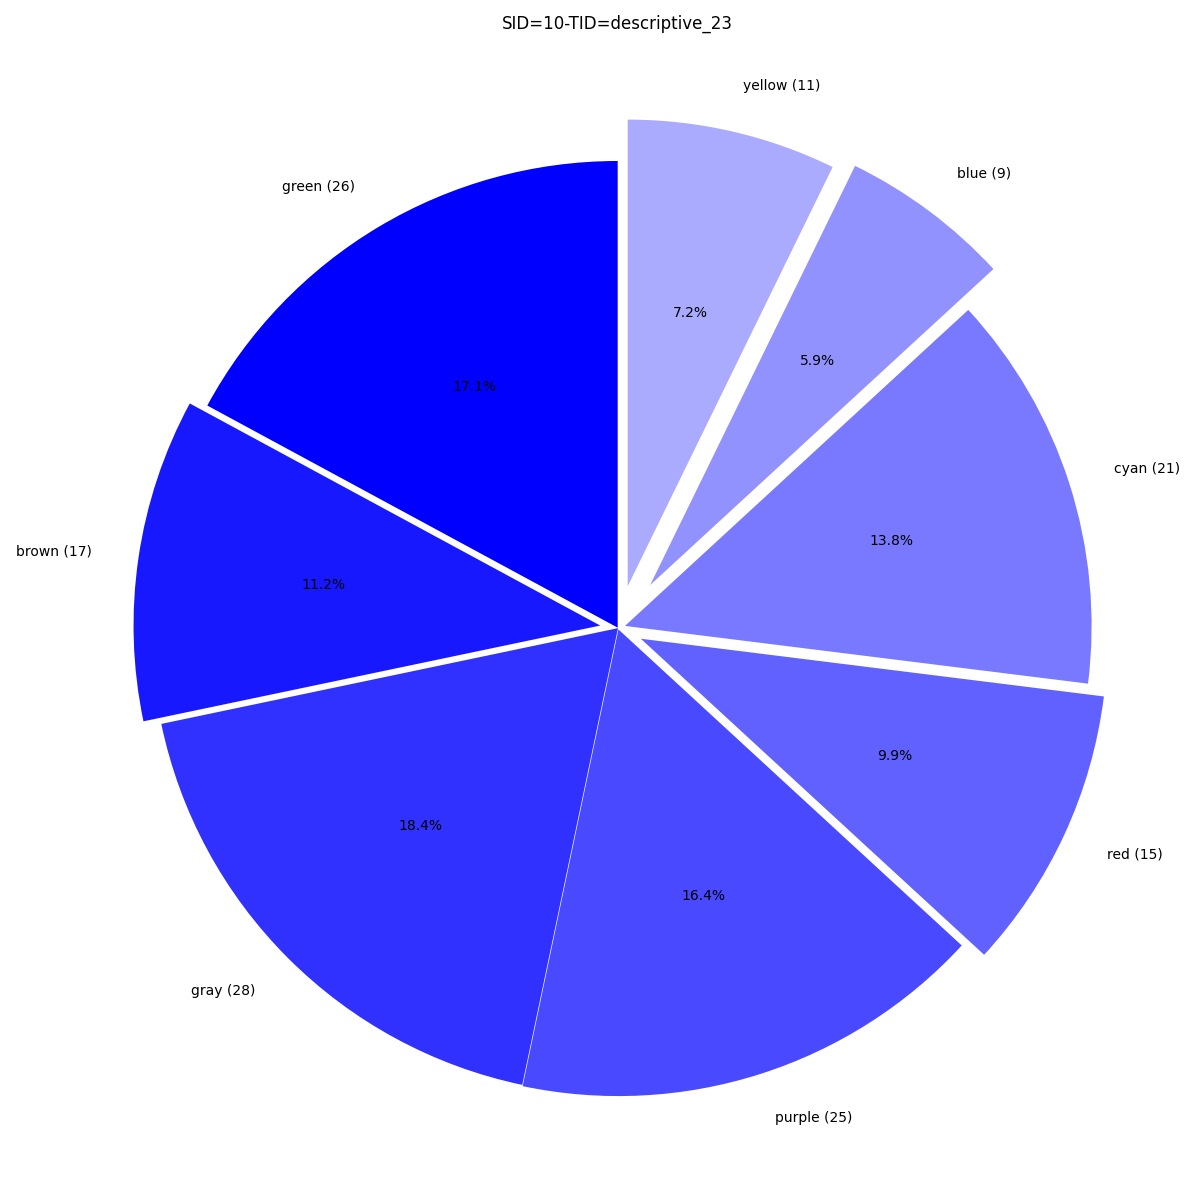 SID=10-TID=descriptive_23
yellow (11)
blue (9)
green (26)
7.2%
5.9%
17.1%
cyan (21)
13.8%
brown (17)
11.2%
9.9%
18.4%
red (15)
16.4%
gray (28)
purple (25)